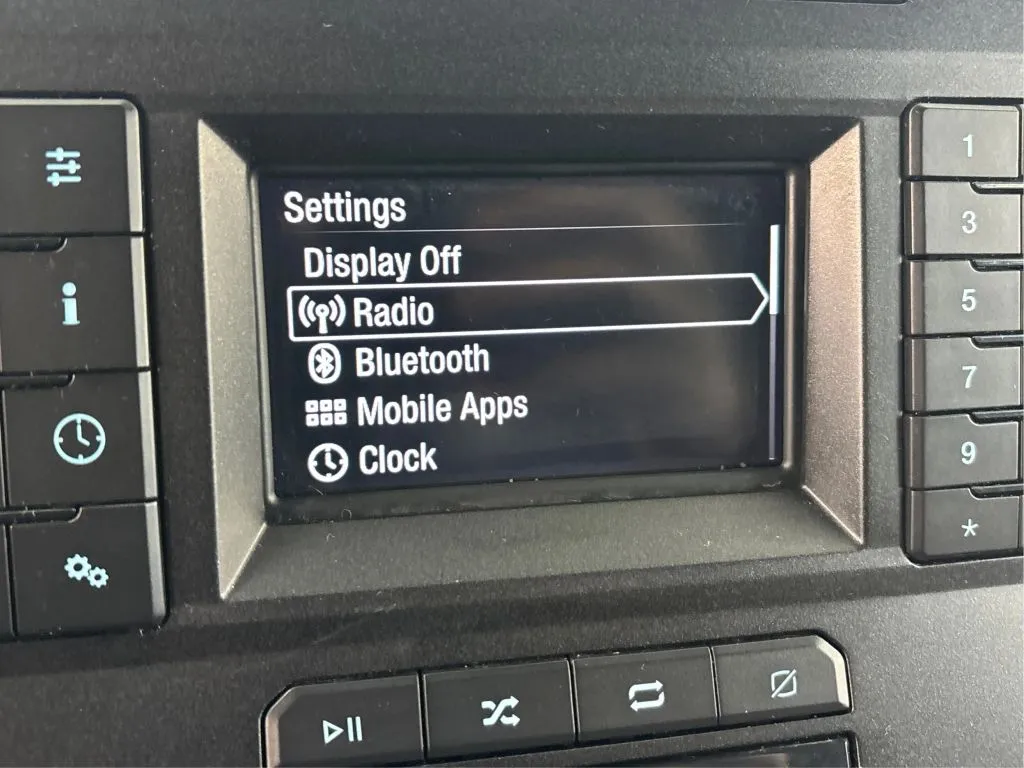 Settings
Display Off
Radio
Bluetooth
Mobile Apps
Clock
i
1
3
5
7
9
*